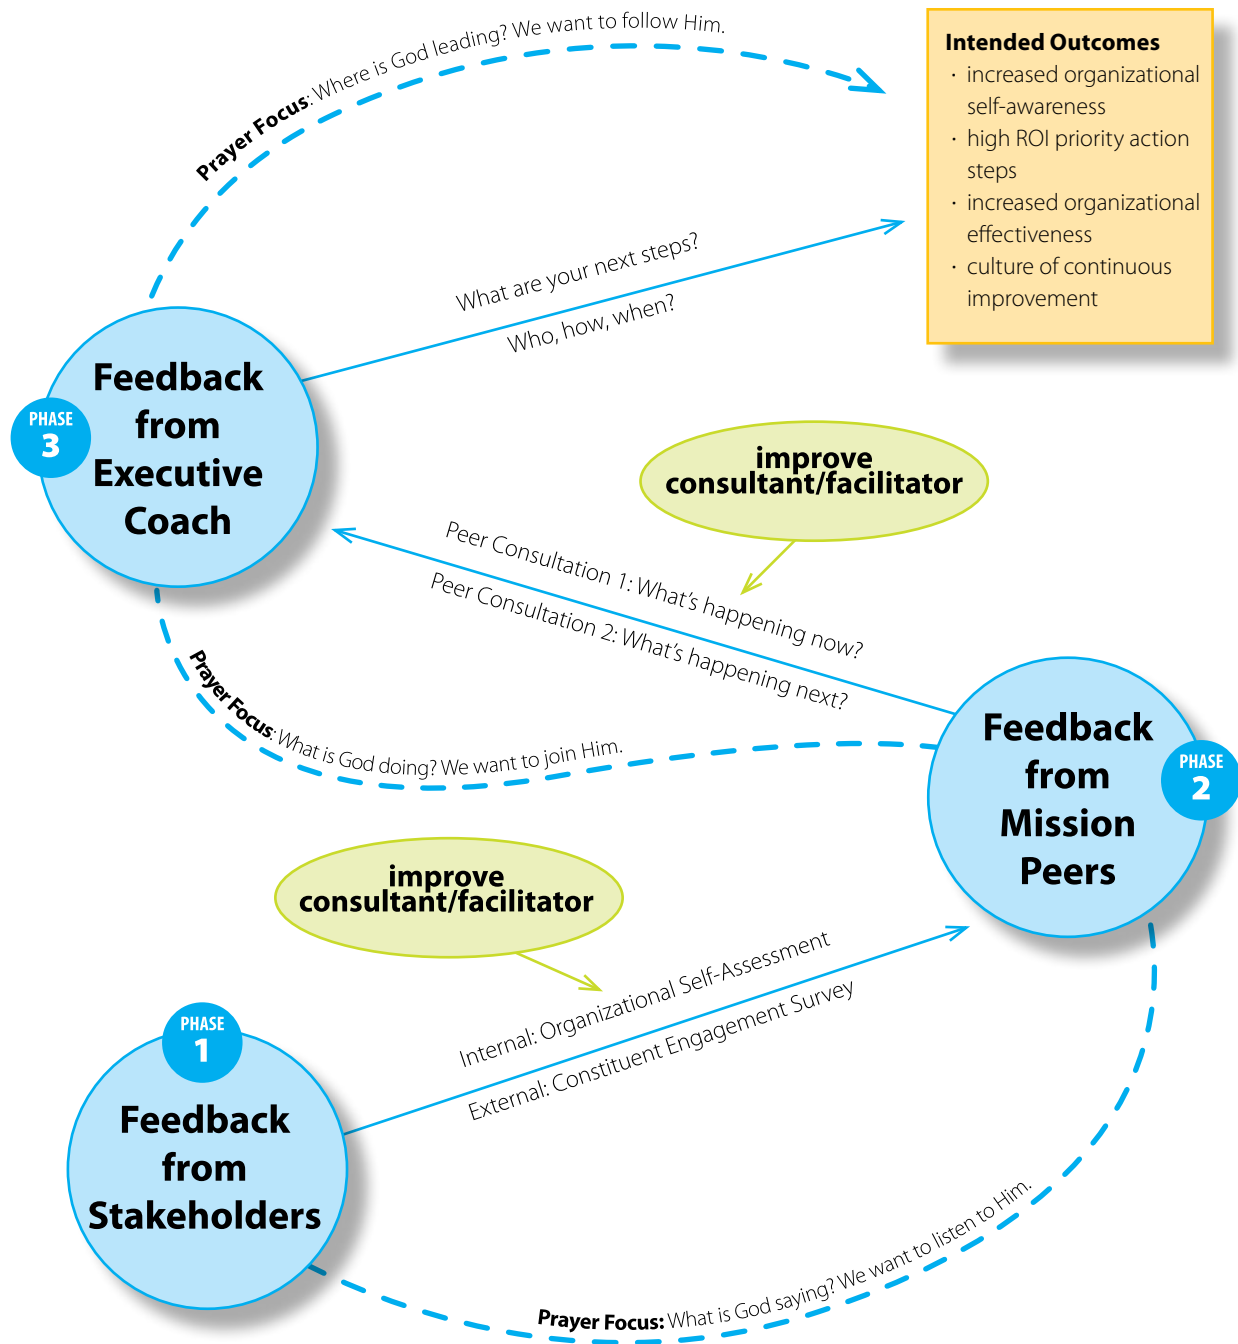 Prayer Focus: Where is God leading? We want to follow Him.
Intended Outcomes
· increased organizational
self-awareness
· high ROI priority action
steps
· increased organizational
effectiveness
· culture of continuous
improvement
What are your next steps?
Who, how, when?
PHASE
3
Feedback
from
Executive
Coach
improve
consultant/facilitator
Peer Consultation 1: What's happening now?
Peer Consultation 2: What's happening next?
Prayer Focus: What is God doing? We want to join Him.
Feedback
from
Mission
Peers
PHASE
2
improve
consultant/facilitator
Internal: Organizational Self-Assessment
External: Constituent Engagement Survey
PHASE
1
Feedback
from
Stakeholders
Prayer Focus: What is God saying? We want to listen to Him.